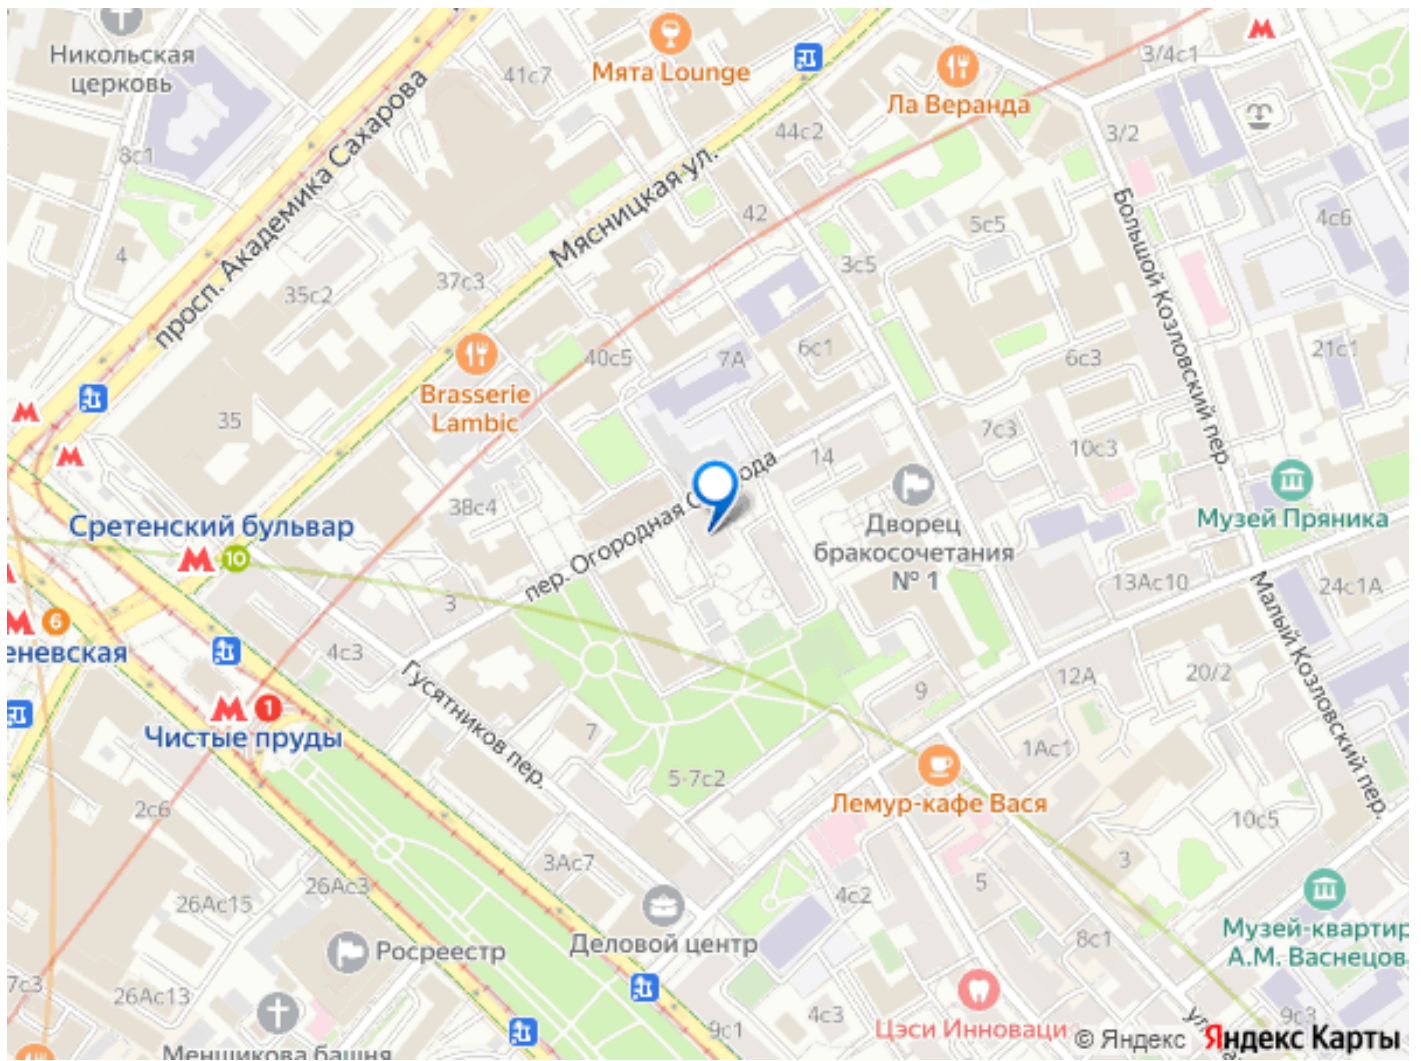 Никольская
церковь
41с7
Мята Lounge
Ла Веранда
3/4с1
8с1
44с2
3/2
просп. Академика Сахарова
Мясницкая ул.
42
4
5с5
4с6
3с5
37с3
35с2
Большой Козловский пер.
Brasserie
Lambic
40с5
7А
6с1
6с3
21с1
35
7с3
10с3
14
38с4
Дворец
бракосочетания
№ 1
Музей Пряника
Сретенский бульвар
10
пер. Огородная С
ода
13Ас10
24с1А
3
6
еневская
4с3
Гусятников пер.
Малый Козловский пер.
12А
20/2
9
1
Чистые пруды
7
1Ас1
5-7с2
Лемур-кафе Вася
2с6
10с5
3
3Ас7
26Ас3
26Ас15
4с2
5
Деловой центр
Росреестр
8с1
Музей-квартир
А.М. Васнецов
7с3
26Ас13
9с1
4с3
Цэси Инноваци
9с3
ул
Меншикова башня
© Яндекс
Яндекс Карты